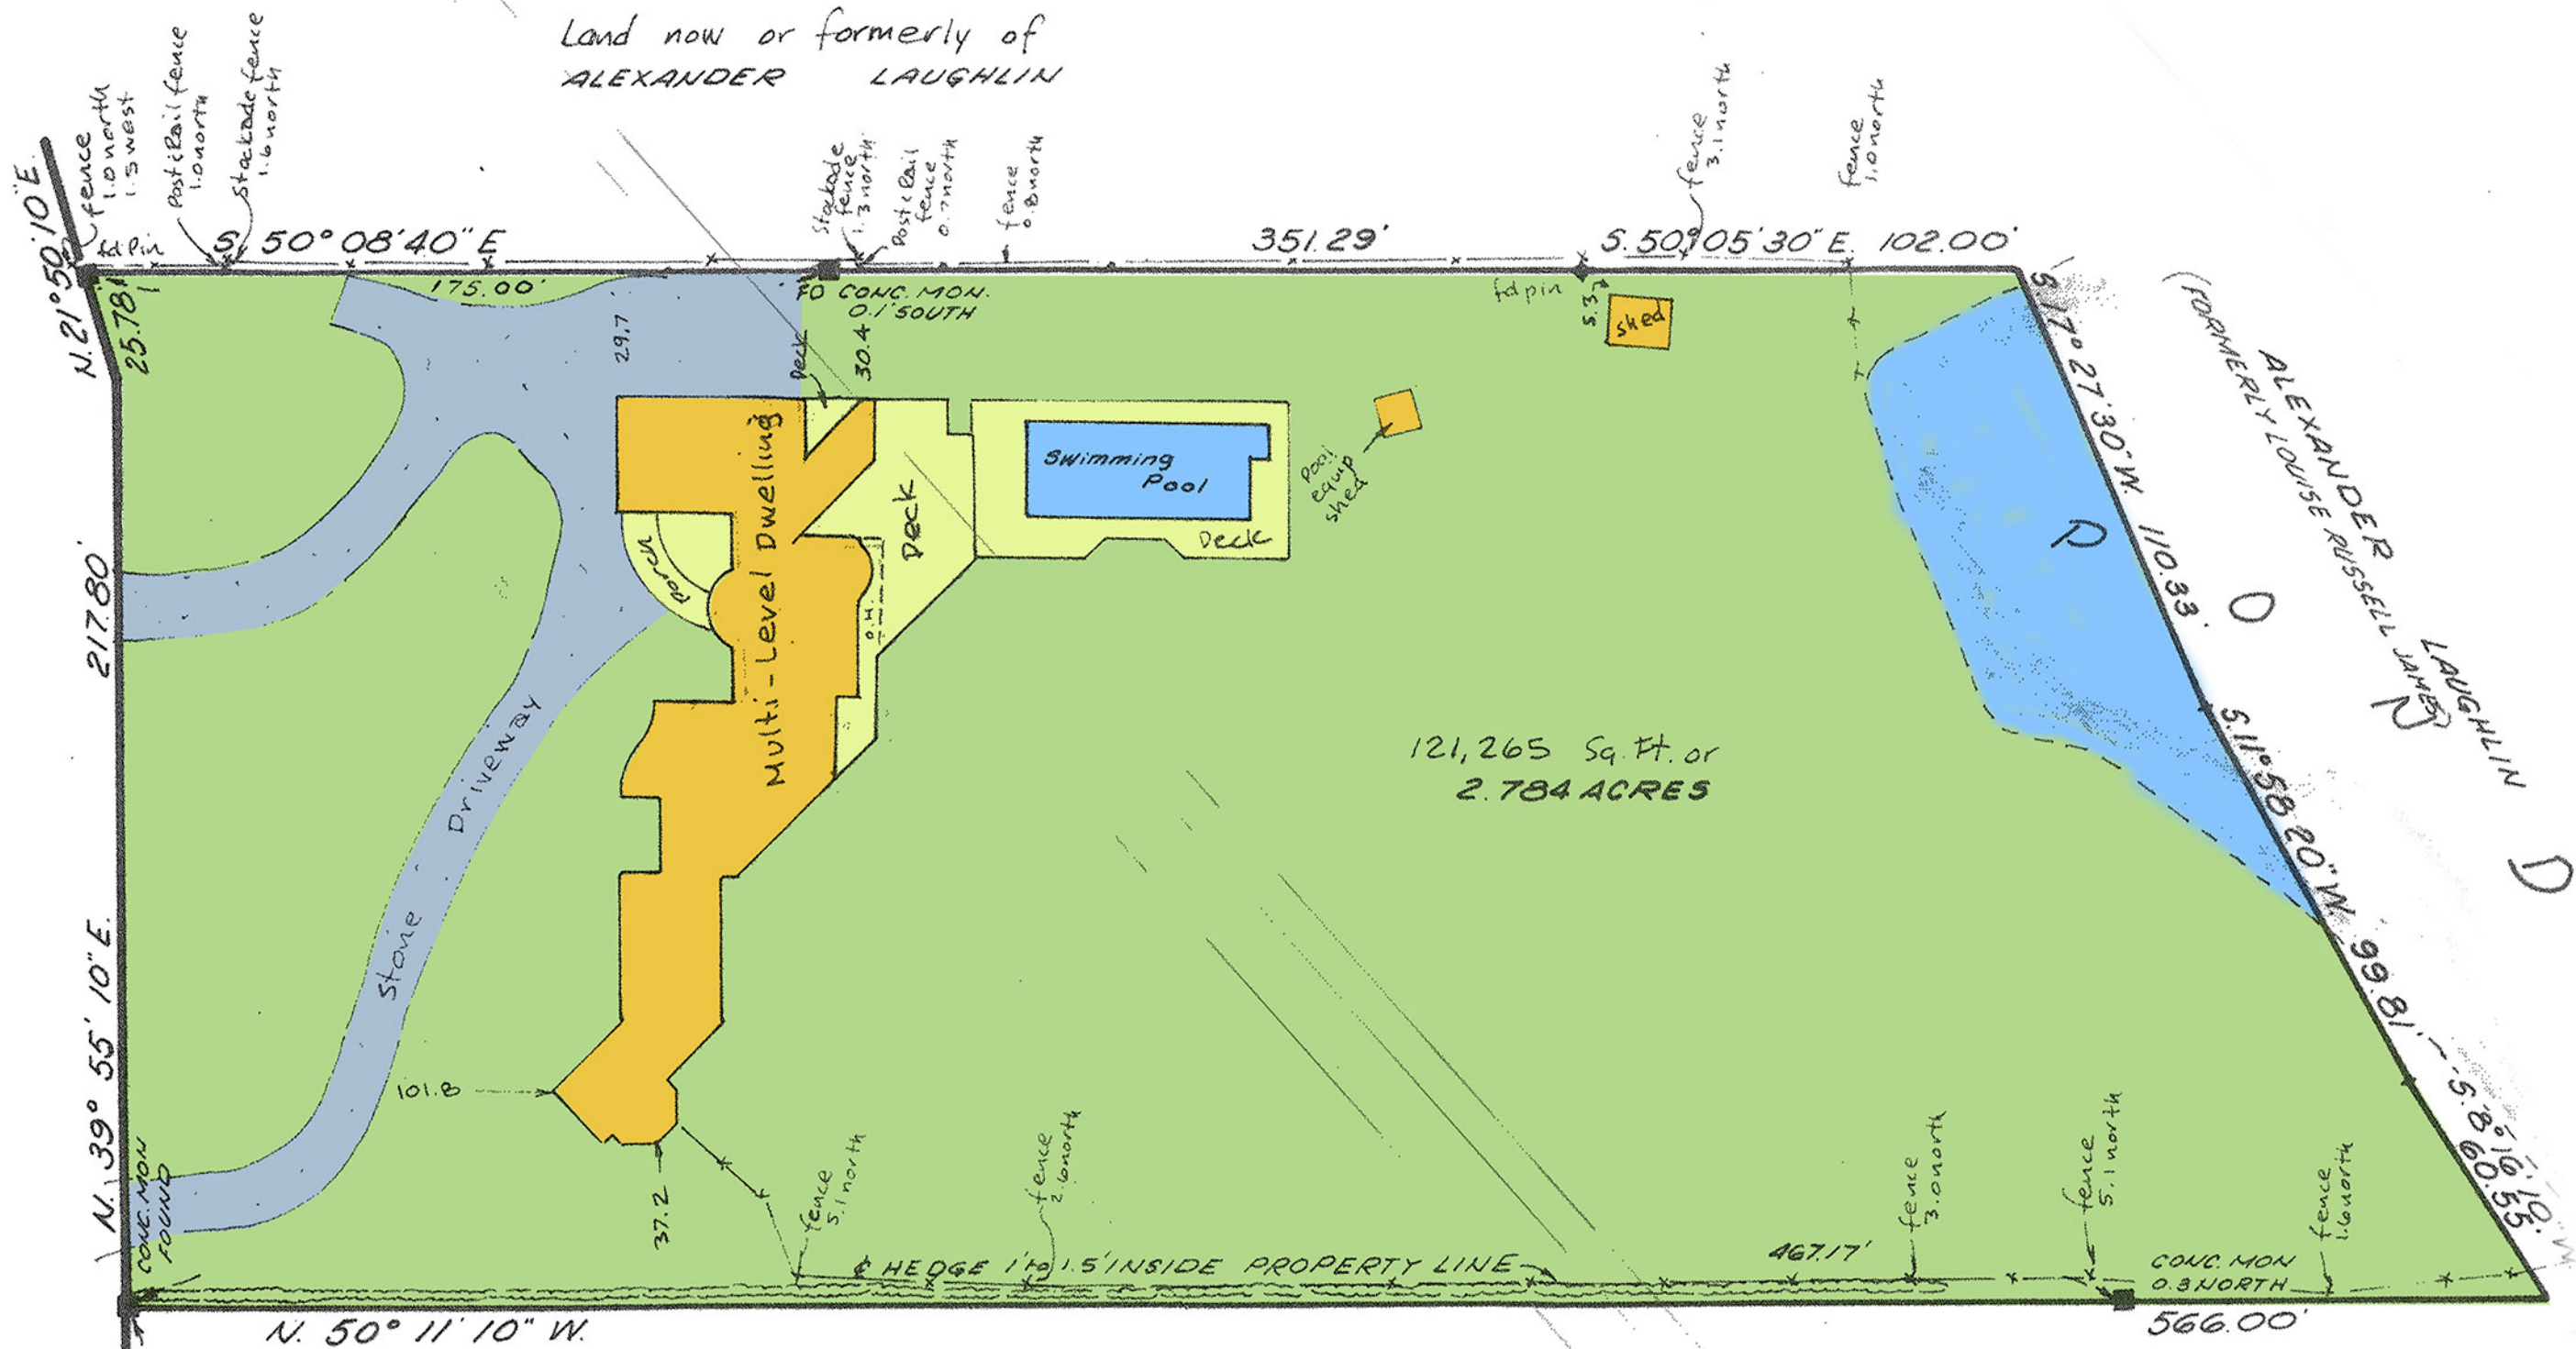 Land now or formerly of
ALEXANDER LAUGHLIN
fence
1.0 north
1.5 west
Post & Rail fence
1.0 north
Stockade fence
1.6 north
Stockade
fence
1.3 north
Post & Rail
fence
0.7 north
fence
0.8 north
fence
3.1 north
fence
1.0 north
N. 21° 50' 10" E.
25.78'
fd pin
S. 50° 08' 40" E
351.29'
S. 50° 05' 30" E. 102.00'
175.00'
FD CONC. MON.
0.1' SOUTH
fd pin
5.3
shed
29.7
Deck
30.4
Swimming
Pool
Deck
Pool
equip
shed
Deck
Porch
O.H.
Multi-Level Dwelling
217.80'
N. 39° 55' 10" E.
Stone Driveway
121,265 Sq. Ft. or
2.784 ACRES
S. 17° 27' 30" W. 110.33'
P O N D
ALEXANDER LAUGHLIN
(FORMERLY LOUISE RUSSELL JAMES)
S. 11° 58' 20" W. 99.81'
S. 8° 16' 10" W
60.55'
101.8
37.2
CONC. MON
FOUND
fence
5.1 north
fence
2.6 north
fence
3.0 north
fence
5.1 north
fence
1.6 north
¢ HEDGE 1' to 1.5' INSIDE PROPERTY LINE
467.17'
CONC. MON
0.3 NORTH
N. 50° 11' 10" W.
566.00'